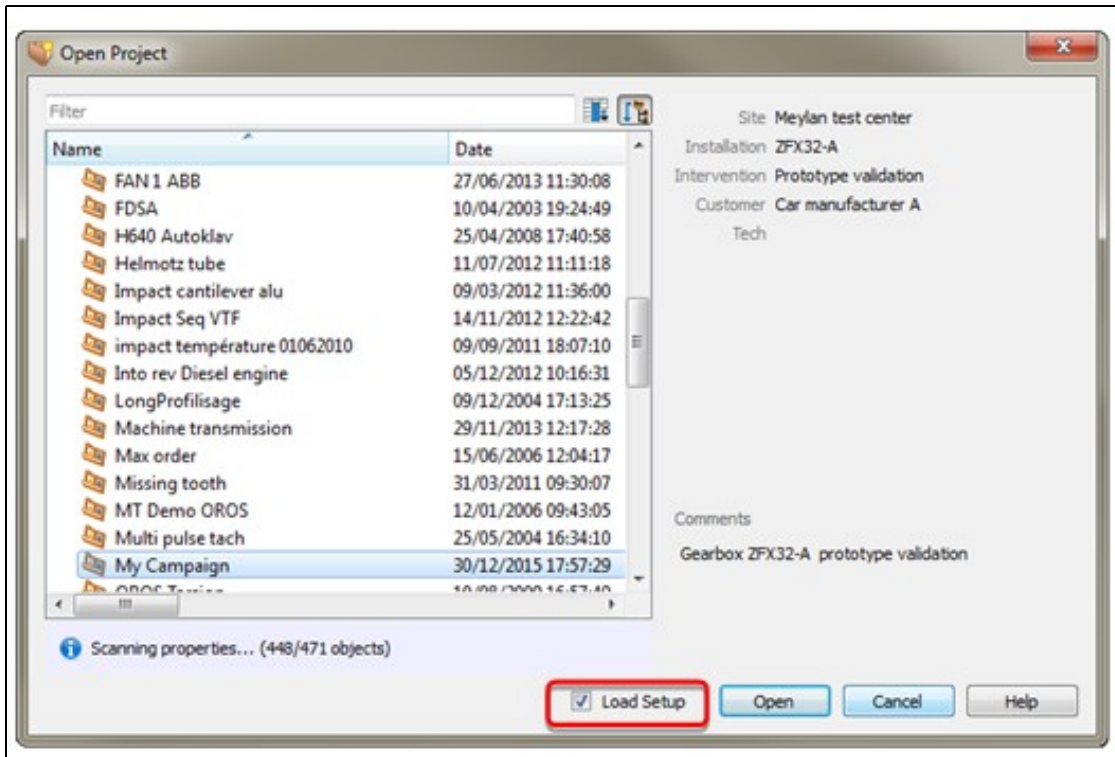 Open Project
Filter
Name Date
FAN 1 ABB 27/06/2013 11:30:08
FDSA 10/04/2003 19:24:49
H640 Autoklav 25/04/2008 17:40:58
Helmotz tube 11/07/2012 11:11:18
Impact cantilever alu 09/03/2012 11:36:00
Impact Seq VTF 14/11/2012 12:22:42
impact température 01062010 09/09/2011 18:07:10
Into rev Diesel engine 05/12/2012 10:16:31
LongProfilisage 09/12/2004 17:13:25
Machine transmission 29/11/2013 12:17:28
Max order 15/06/2006 12:04:17
Missing tooth 31/03/2011 09:30:07
MT Demo OROS 12/01/2006 09:43:05
Multi pulse tach 25/05/2004 16:34:10
My Campaign 30/12/2015 17:57:29
Site Meylan test center
Installation ZFX32-A
Intervention Prototype validation
Customer Car manufacturer A
Tech
Comments
Gearbox ZFX32-A prototype validation
Scanning properties... (448/471 objects)
Load Setup Open Cancel Help